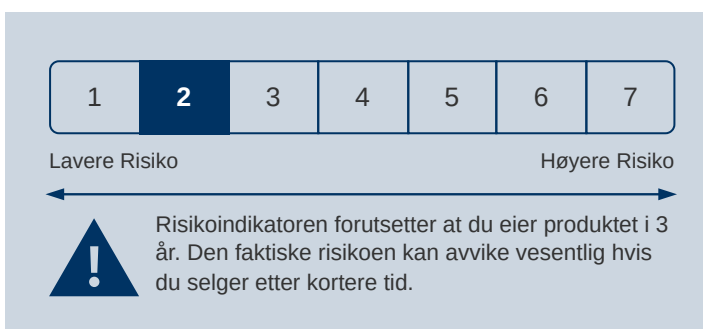 1 2 3 4 5 6 7
Lavere Risiko Høyere Risiko
Risikoindikatoren forutsetter at du eier produktet i 3
år. Den faktiske risikoen kan avvike vesentlig hvis
du selger etter kortere tid.